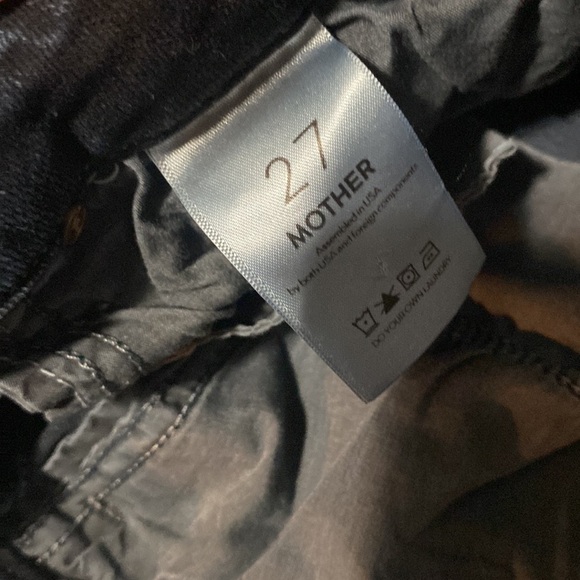 27
MOTHER
Assembled in USA
by both USA and foreign components
DO YOUR OWN LAUNDRY